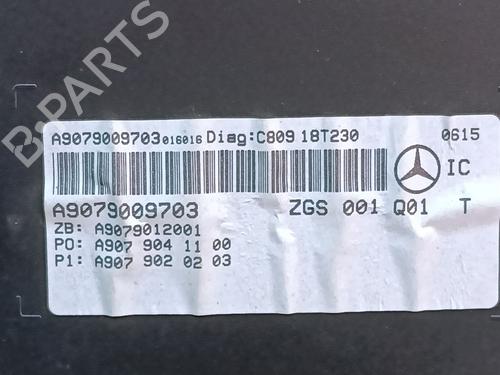 A9079009703016016 Diag:C809 18T230 0615
IC
A9079009703 ZGS 001 Q01 T
ZB: A9079012001
PO: A907 904 11 00
P1: A907 902 02 03
B-PARTS